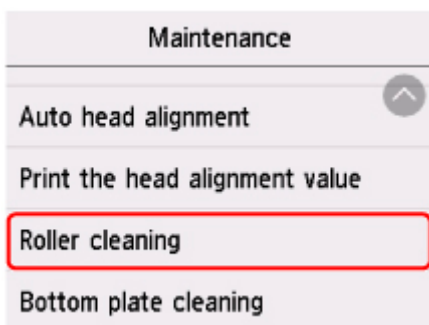 Maintenance
Auto head alignment
Print the head alignment value
Roller cleaning
Bottom plate cleaning